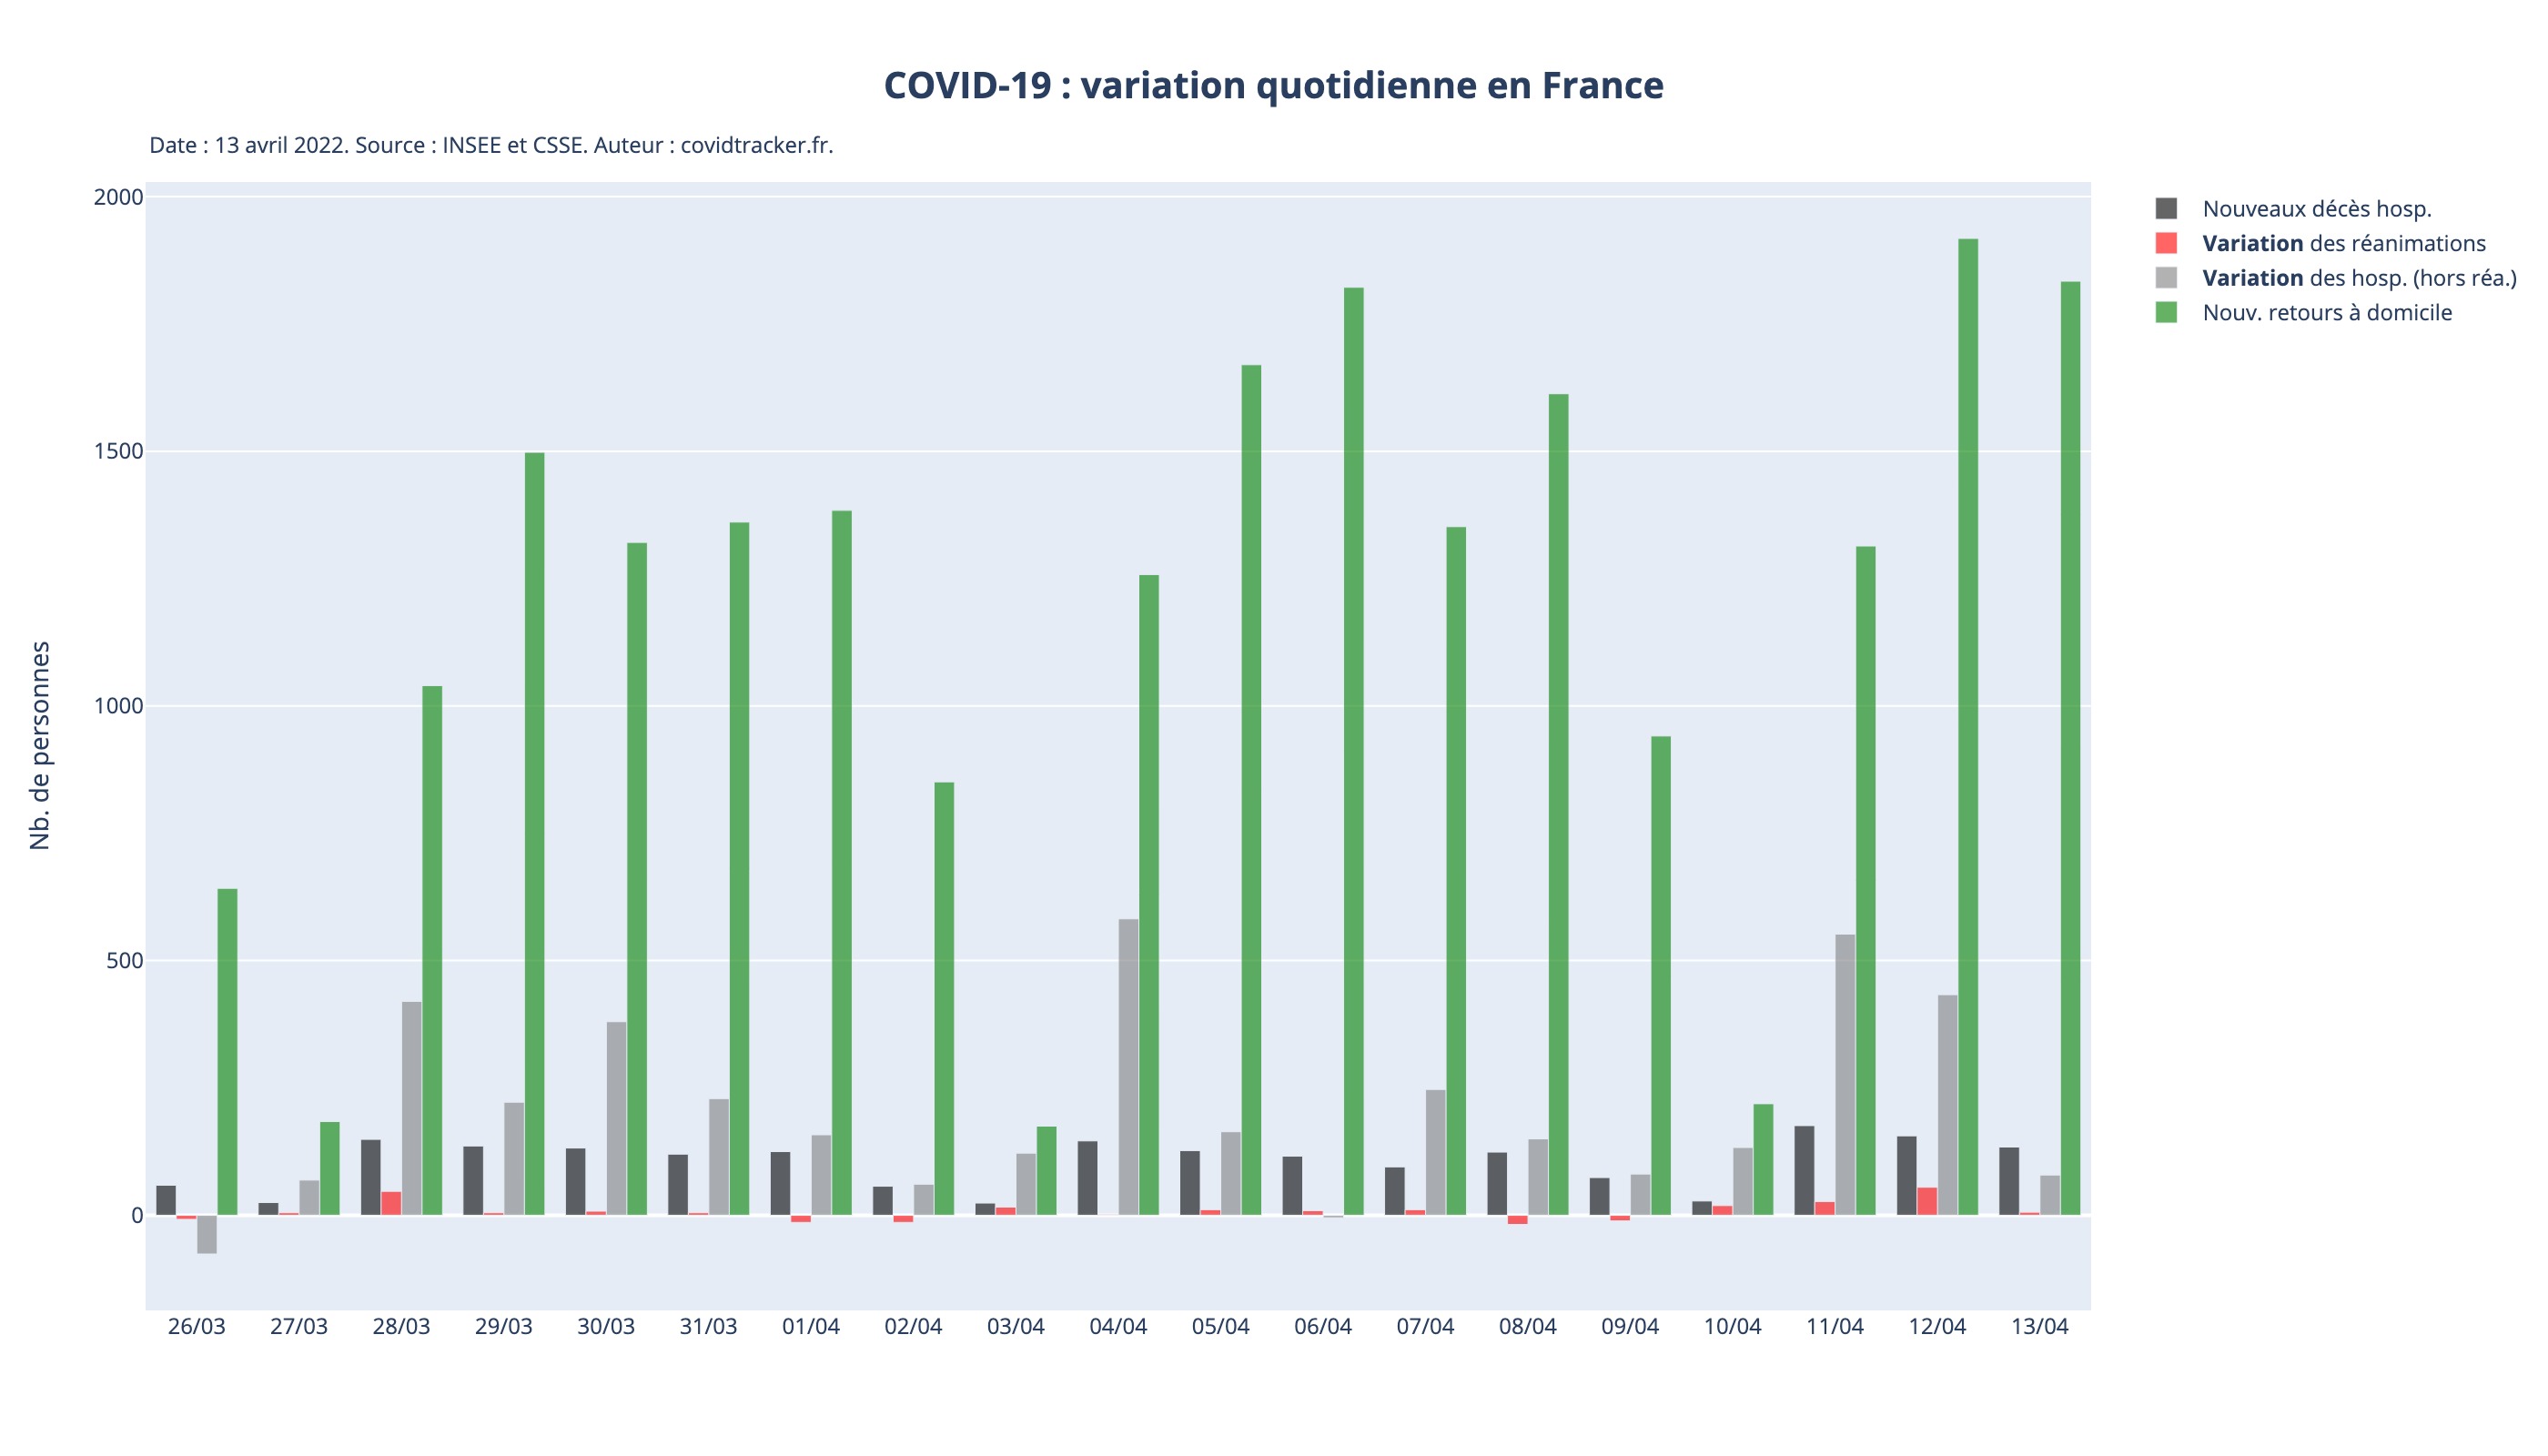 COVID-19 : variation quotidienne en France
Date : 13 avril 2022. Source : INSEE et CSSE. Auteur : covidtracker.fr.
Nouveaux décès hosp.
Variation des réanimations
Variation des hosp. (hors réa.)
Nouv. retours à domicile
Nb. de personnes
2000
1500
1000
500
0
26/03 27/03 28/03 29/03 30/03 31/03 01/04 02/04 03/04 04/04 05/04 06/04 07/04 08/04 09/04 10/04 11/04 12/04 13/04